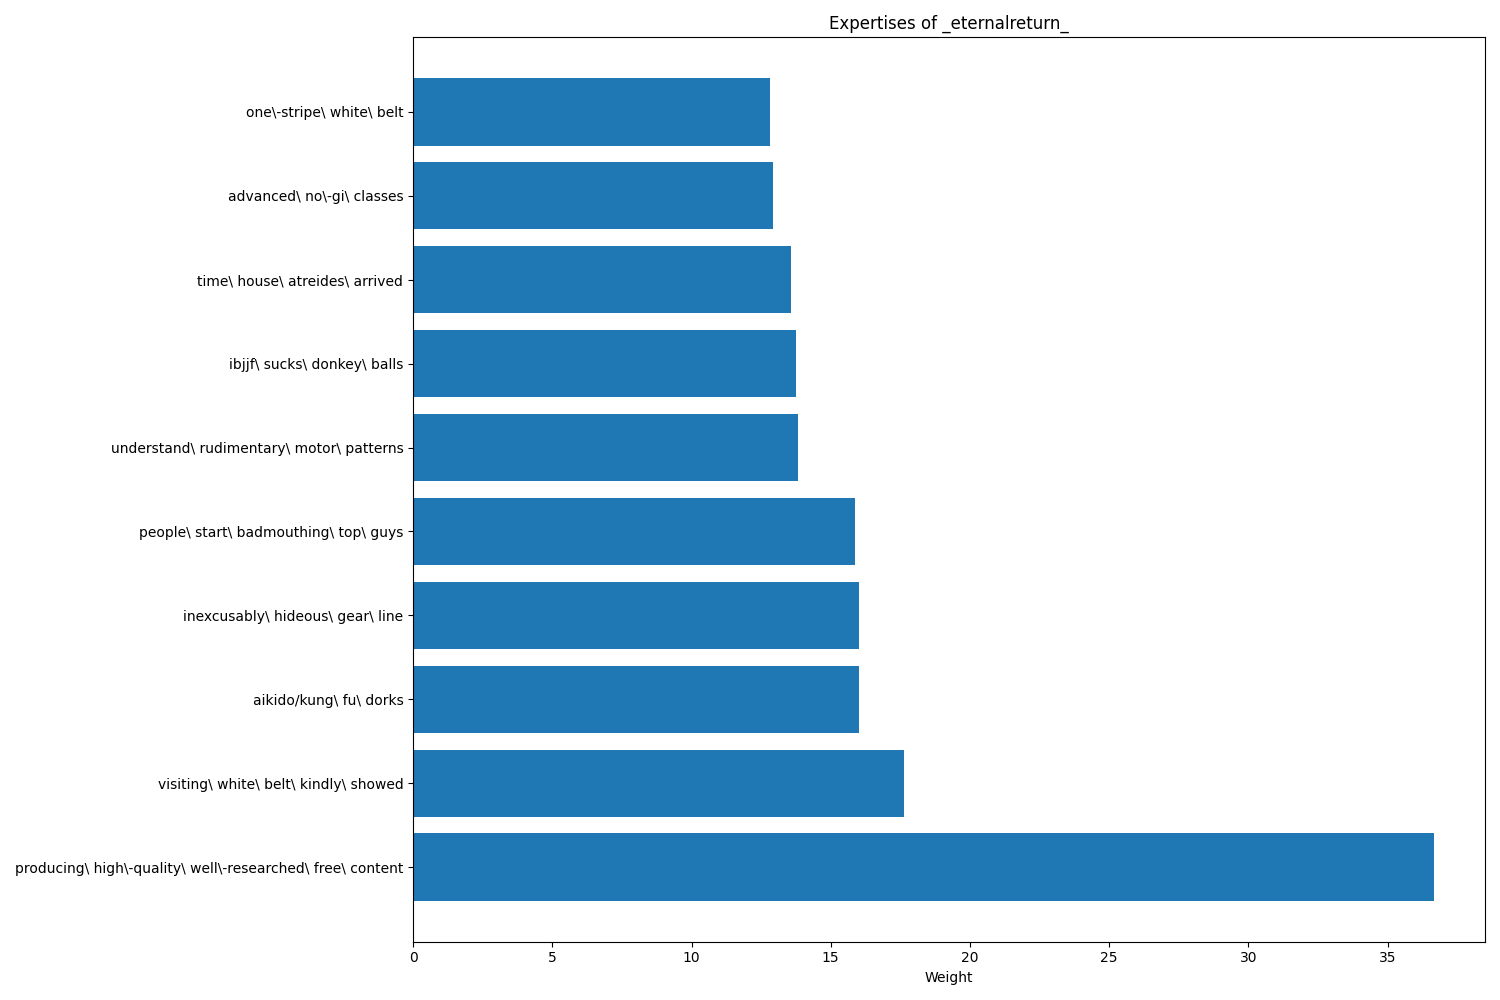 Expertises of _eternalreturn_
one\-stripe\ white\ belt
advanced\ no\-gi\ classes
time\ house\ atreides\ arrived
ibjjf\ sucks\ donkey\ balls
understand\ rudimentary\ motor\ patterns
people\ start\ badmouthing\ top\ guys
inexcusably\ hideous\ gear\ line
aikido/kung\ fu\ dorks
visiting\ white\ belt\ kindly\ showed
producing\ high\-quality\ well\-researched\ free\ content
0 5 10 15 20 25 30 35
Weight